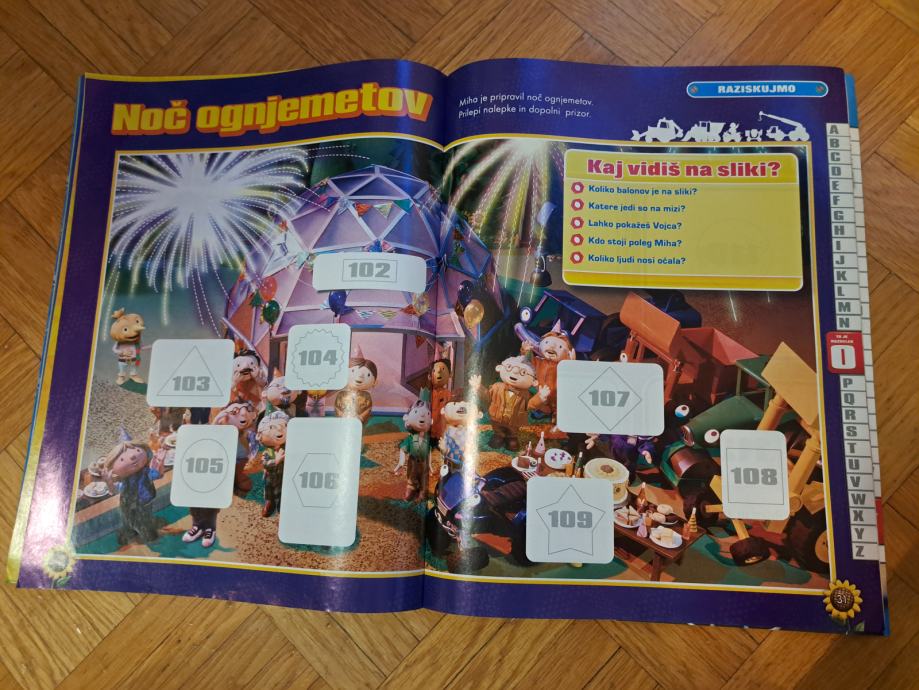 Noč ognjemetov
Miha je pripravil noč ognjemetov.
Prilepi nalepke in dopolni prizor.
RAZISKUJMO
Kaj vidiš na sliki?
Koliko balonov je na sliki?
Katere jedi so na mizi?
Lahko pokažeš Vojca?
Kdo stoji poleg Miha?
Koliko ljudi nosi očala?
102
103
104
105
106
107
108
109
A
B
C
D
E
F
G
H
I
J
K
L
M
N
O
P
Q
R
S
T
U
V
W
X
Y
Z
31